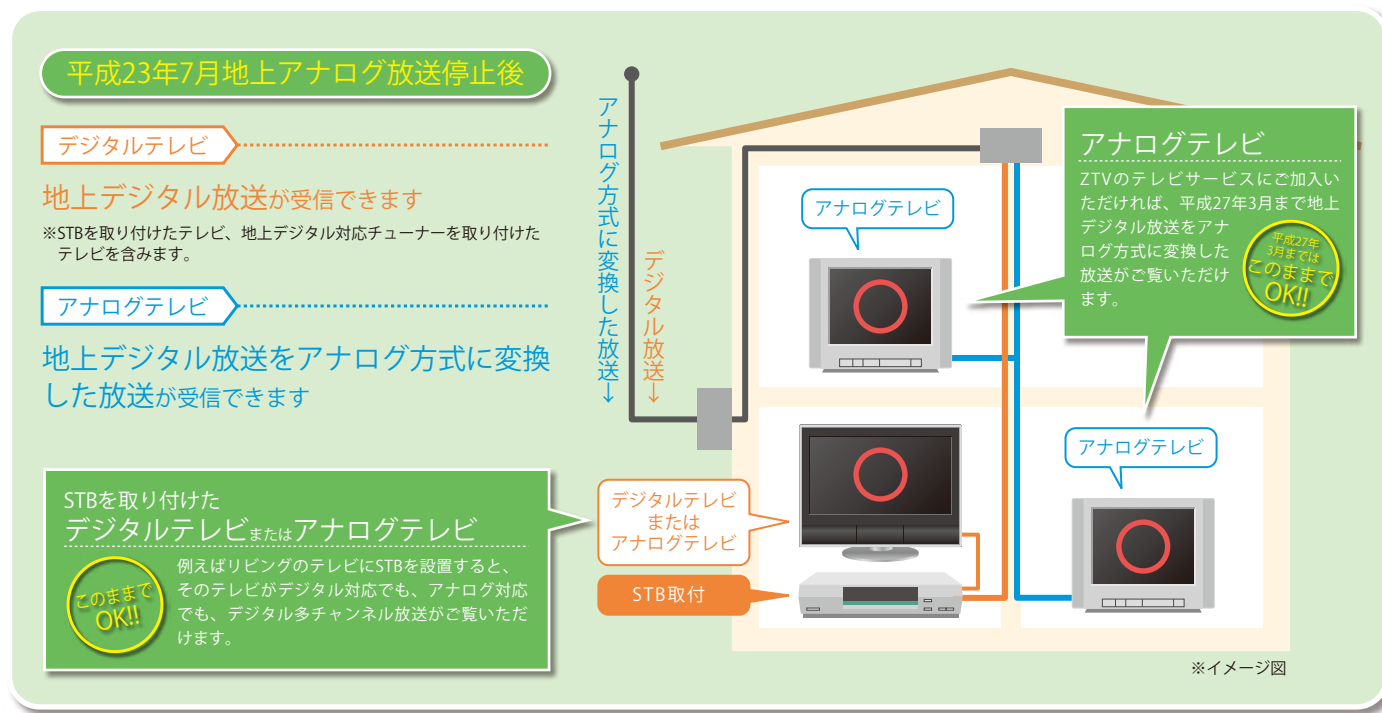 平成23年7月地上アナログ放送停止後
デジタルテレビ
地上デジタル放送が受信できます
※STBを取り付けたテレビ、地上デジタル対応チューナーを取り付けた
テレビを含みます。
アナログテレビ
地上デジタル放送をアナログ方式に変換
した放送が受信できます
STBを取り付けた
デジタルテレビまたはアナログテレビ
このままで
OK!!
例えばリビングのテレビにSTBを設置すると、
そのテレビがデジタル対応でも、アナログ対応
でも、デジタル多チャンネル放送がご覧いただ
けます。
アナログ方式に変換した放送→
デジタル放送→
アナログテレビ
デジタルテレビ
または
アナログテレビ
STB取付
アナログテレビ
ZTVのテレビサービスにご加入い
ただければ、平成27年3月まで地上
デジタル放送をアナ
ログ方式に変換した
放送がご覧いただけ
ます。
平成27年
3月までは
このままで
OK!!
アナログテレビ
※イメージ図